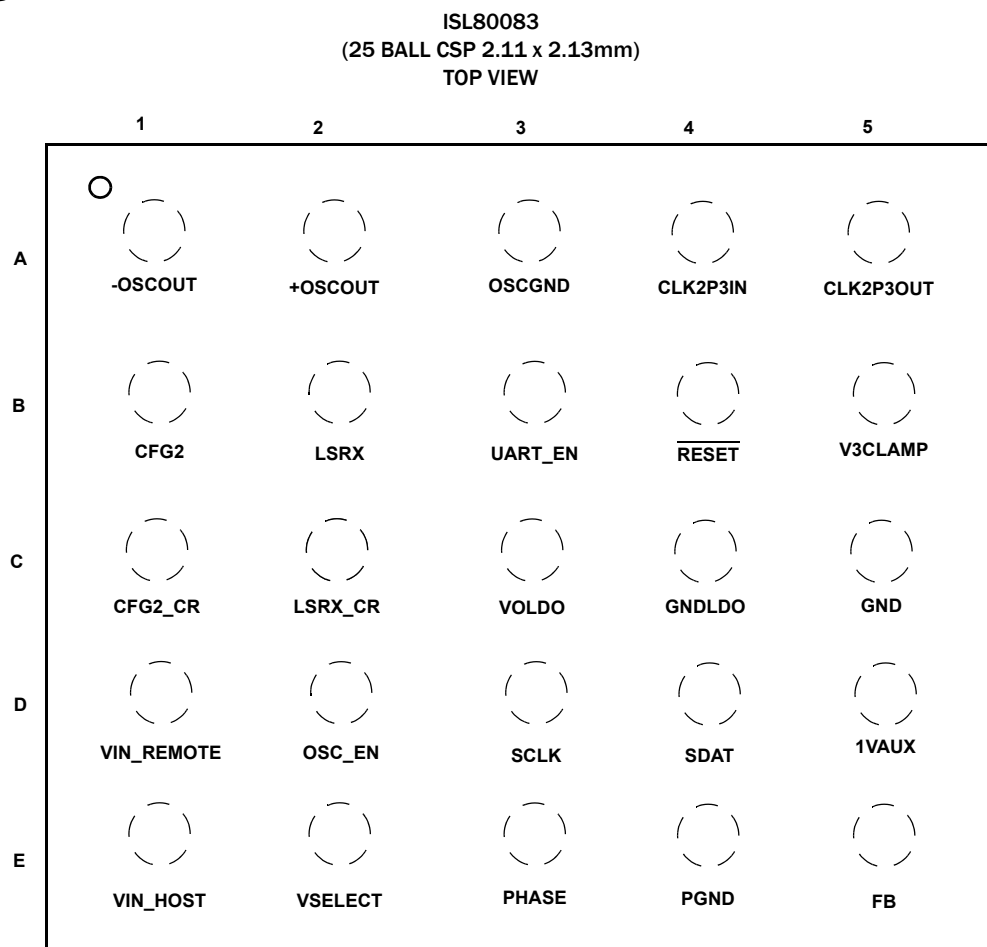 ISL80083
(25 BALL CSP 2.11 x 2.13mm)
TOP VIEW
1 2 3 4 5
A
-OSCOUT +OSCOUT OSCGND CLK2P3IN CLK2P3OUT
B
CFG2 LSRX UART_EN RESET V3CLAMP
C
CFG2_CR LSRX_CR VOLDO GNDLDO GND
D
VIN_REMOTE OSC_EN SCLK SDAT 1VAUX
E
VIN_HOST VSELECT PHASE PGND FB